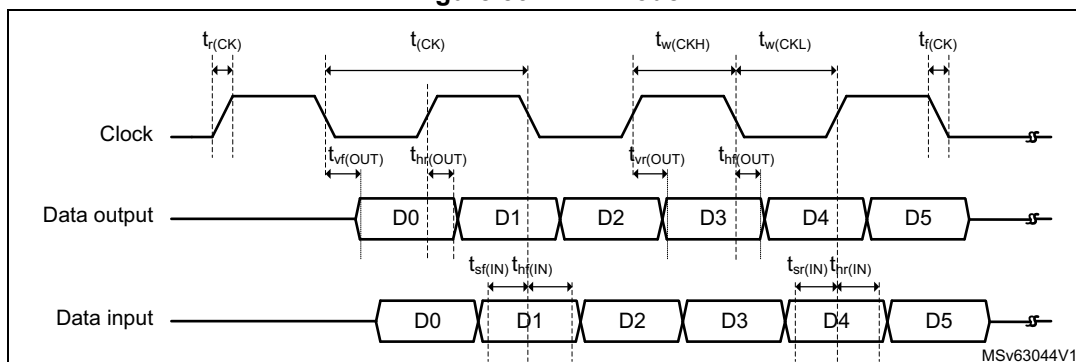 t_r(CK) t_(CK) t_w(CKH) t_w(CKL) t_f(CK)
Clock
t_vf(OUT) t_hr(OUT) t_vr(OUT) t_hf(OUT)
Data output D0 D1 D2 D3 D4 D5
t_sf(IN) t_hf(IN) t_sr(IN) t_hr(IN)
Data input D0 D1 D2 D3 D4 D5
MSv63044V1